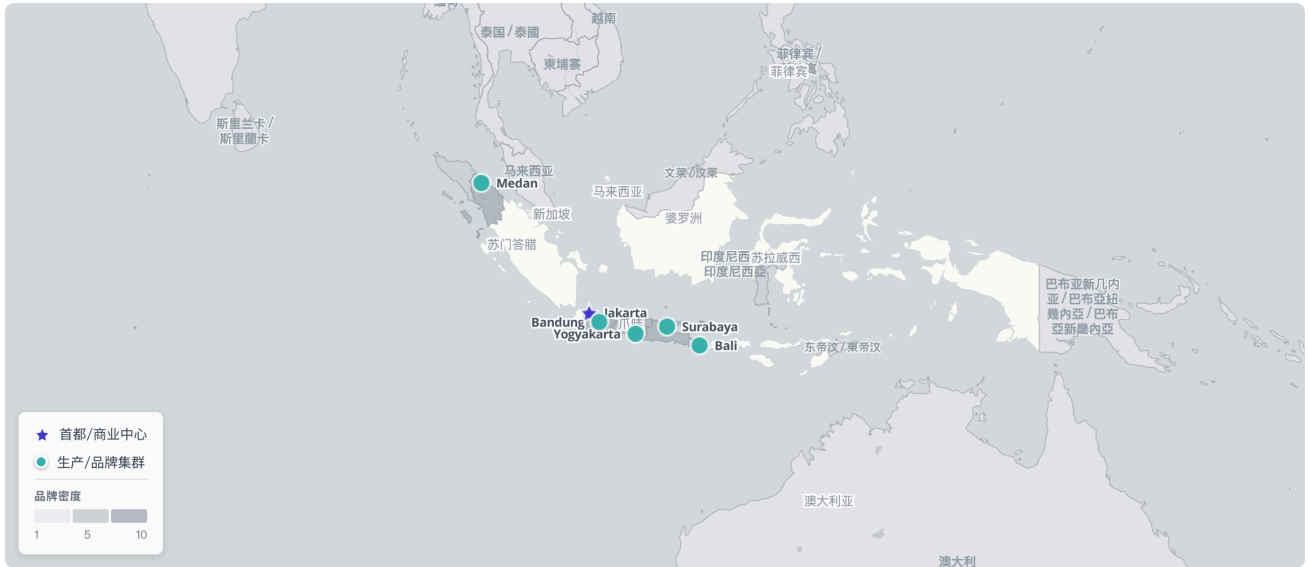 越南
泰国/泰國
柬埔寨
菲律宾/
菲律宾
斯里兰卡/
斯里蘭卡
马来西亚
Medan
文莱/汶萊
马来西亚
新加坡
婆罗洲
苏门答腊
印度尼西
苏拉威西
印度尼西亞
巴布亚新几内
亚/巴布亞紐
幾內亞/巴布
亞新畿內亞
Jakarta
Bandung
爪哇
Surabaya
Yogyakarta
Bali
东帝汶/東帝汶
首都/商业中心
生产/品牌集群
品牌密度
1 5 10
澳大利亚
澳大利